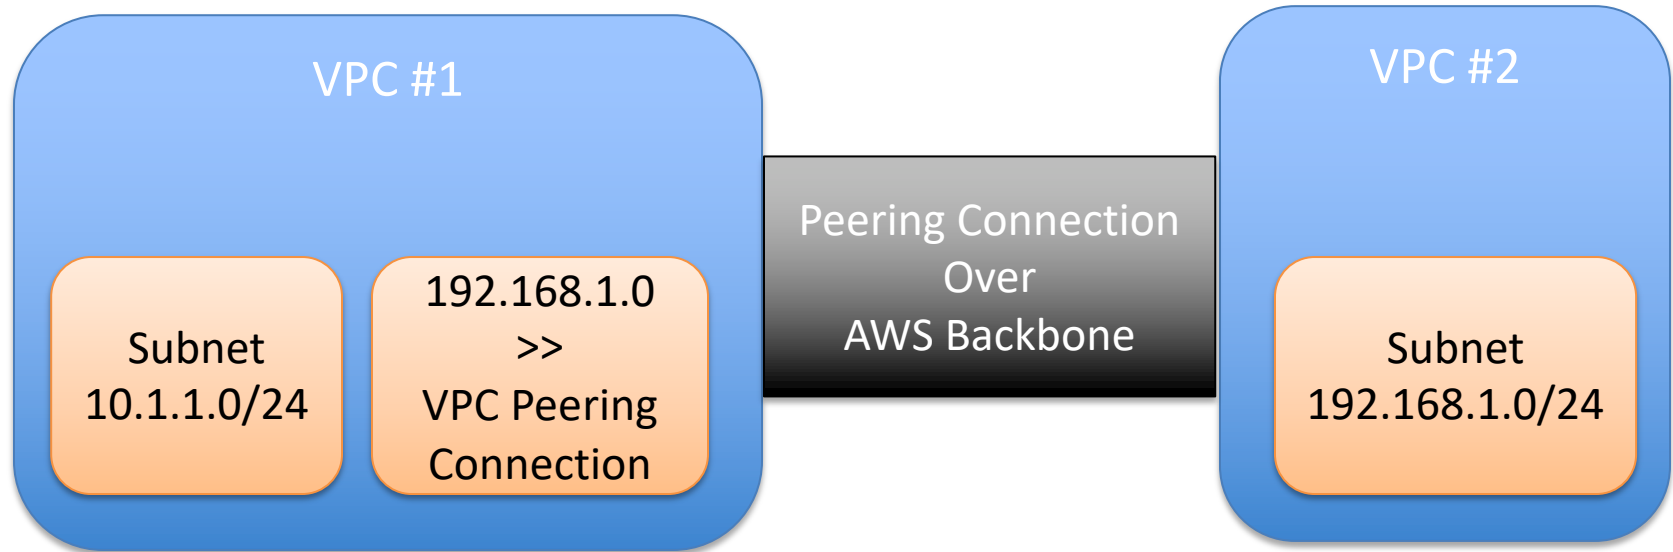 VPC #1
Subnet
10.1.1.0/24
192.168.1.0
>>
VPC Peering
Connection
Peering Connection
Over
AWS Backbone
VPC #2
Subnet
192.168.1.0/24